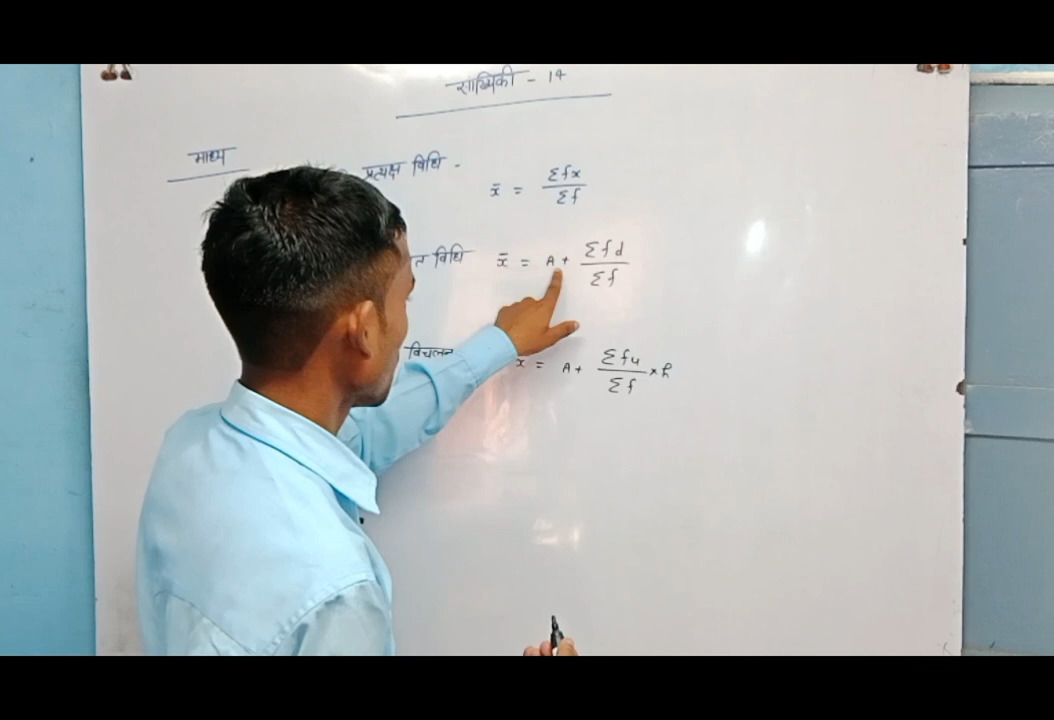 सांख्यिकी - 14
माध्य
प्रत्यक्ष विधि - x̄ = Σfx / Σf
विधि x̄ = A + Σfd / Σf
विचलन x̄ = A + Σfu / Σf × h